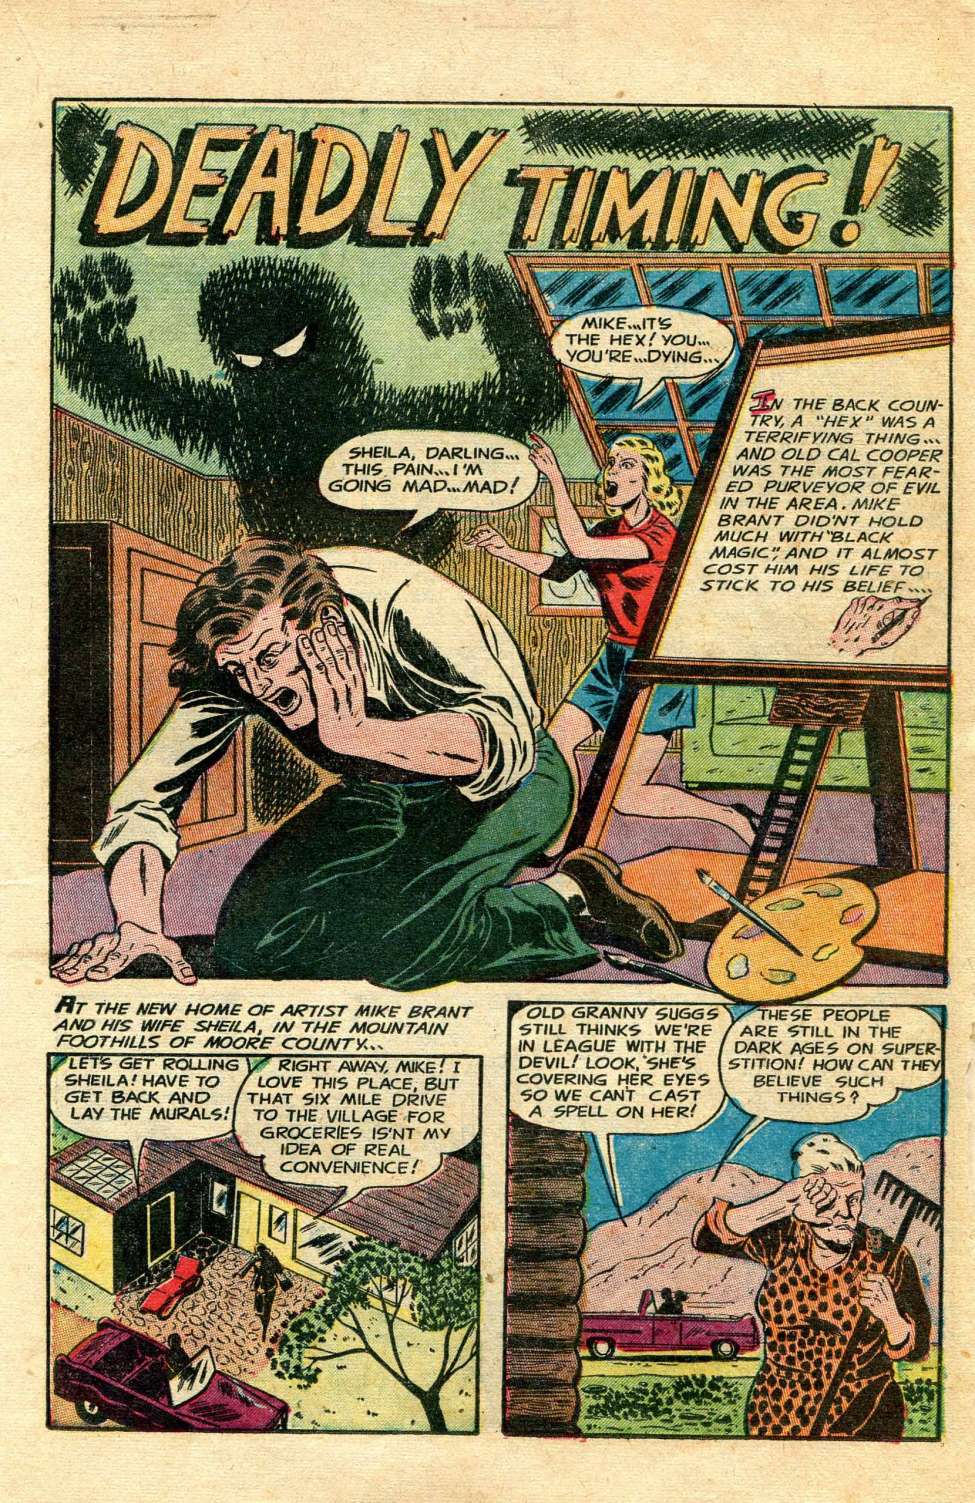 DEADLY TIMING!
MIKE...IT'S
THE HEX! YOU...
YOU'RE...DYING...
SHEILA, DARLING...
THIS PAIN...I'M
GOING MAD...MAD!
IN THE BACK COUN-
TRY, A "HEX" WAS A
TERRIFYING THING...
AND OLD CAL COOPER
WAS THE MOST FEAR-
ED PURVEYOR OF EVIL
IN THE AREA. MIKE
BRANT DID'NT HOLD
MUCH WITH "BLACK
MAGIC", AND IT ALMOST
COST HIM HIS LIFE TO
STICK TO HIS BELIEF....
AT THE NEW HOME OF ARTIST MIKE BRANT
AND HIS WIFE SHEILA, IN THE MOUNTAIN
FOOTHILLS OF MOORE COUNTY...
LET'S GET ROLLING
SHEILA! HAVE TO
GET BACK AND
LAY THE MURALS!
RIGHT AWAY, MIKE! I
LOVE THIS PLACE, BUT
THAT SIX MILE DRIVE
TO THE VILLAGE FOR
GROCERIES IS'NT MY
IDEA OF REAL
CONVENIENCE!
OLD GRANNY SUGGS
STILL THINKS WE'RE
IN LEAGUE WITH THE
DEVIL! LOOK, SHE'S
COVERING HER EYES
SO WE CAN'T CAST
A SPELL ON HER!
THESE PEOPLE
ARE STILL IN THE
DARK AGES ON SUPER-
STITION! HOW CAN THEY
BELIEVE SUCH
THINGS?